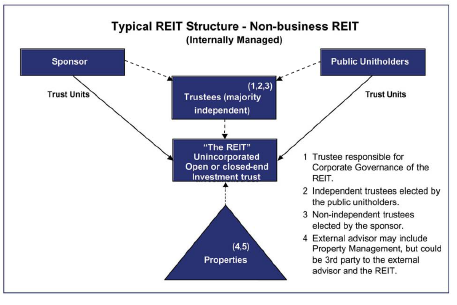 Typical REIT Structure - Non-business REIT
(Internally Managed)
Sponsor
Public Unitholders
(1,2,3)
Trustees (majority
independent)
Trust Units
Trust Units
“The REIT”
Unincorporated
Open or closed-end
Investment trust
1 Trustee responsible for
Corporate Governance of the
REIT.
2 Independent trustees elected by
the public unitholders.
3 Non-independent trustees
elected by the sponsor.
4 External advisor may include
Property Management, but could
be 3rd party to the external
advisor and the REIT.
(4,5)
Properties